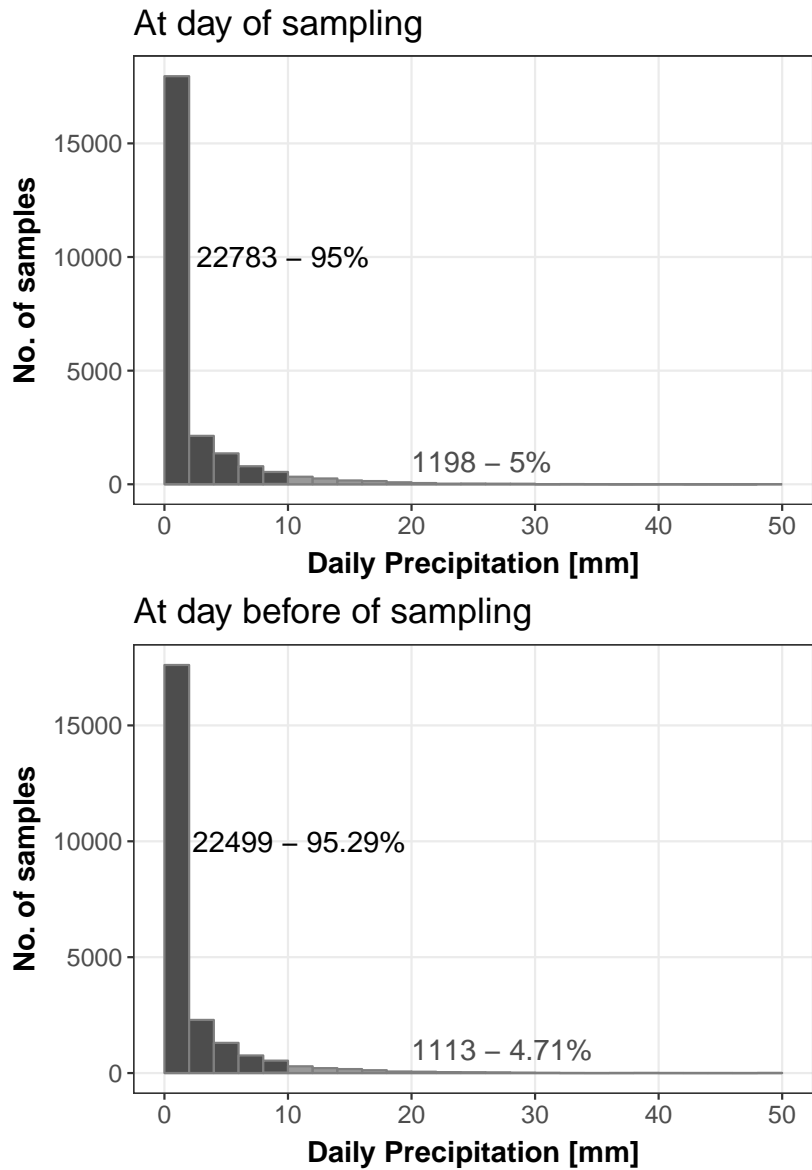 At day of sampling
No. of samples
15000
10000
5000
0
22783 – 95%
1198 – 5%
0 10 20 30 40 50
Daily Precipitation [mm]
At day before of sampling
No. of samples
15000
10000
5000
0
22499 – 95.29%
1113 – 4.71%
0 10 20 30 40 50
Daily Precipitation [mm]